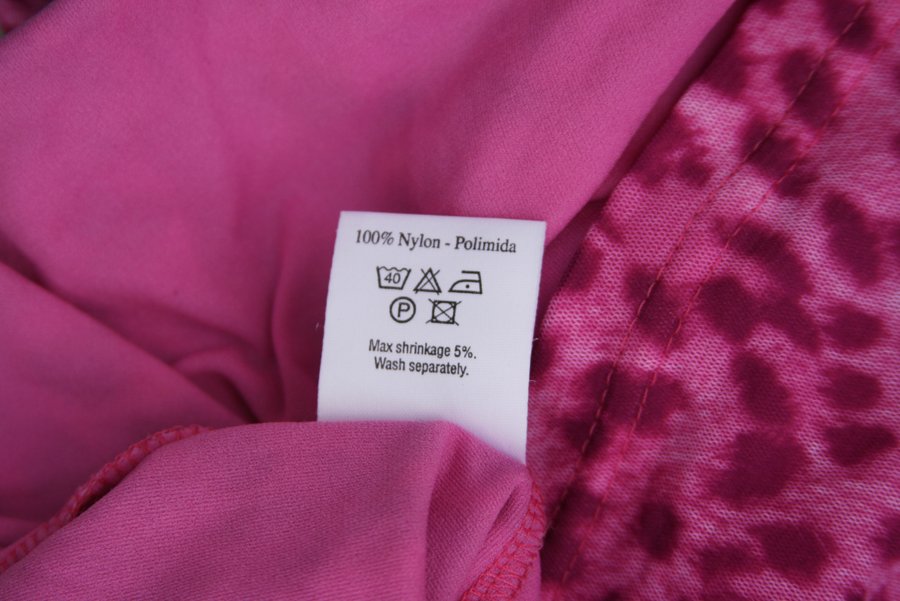 100% Nylon - Polimida
40
P
Max shrinkage 5%.
Wash separately.